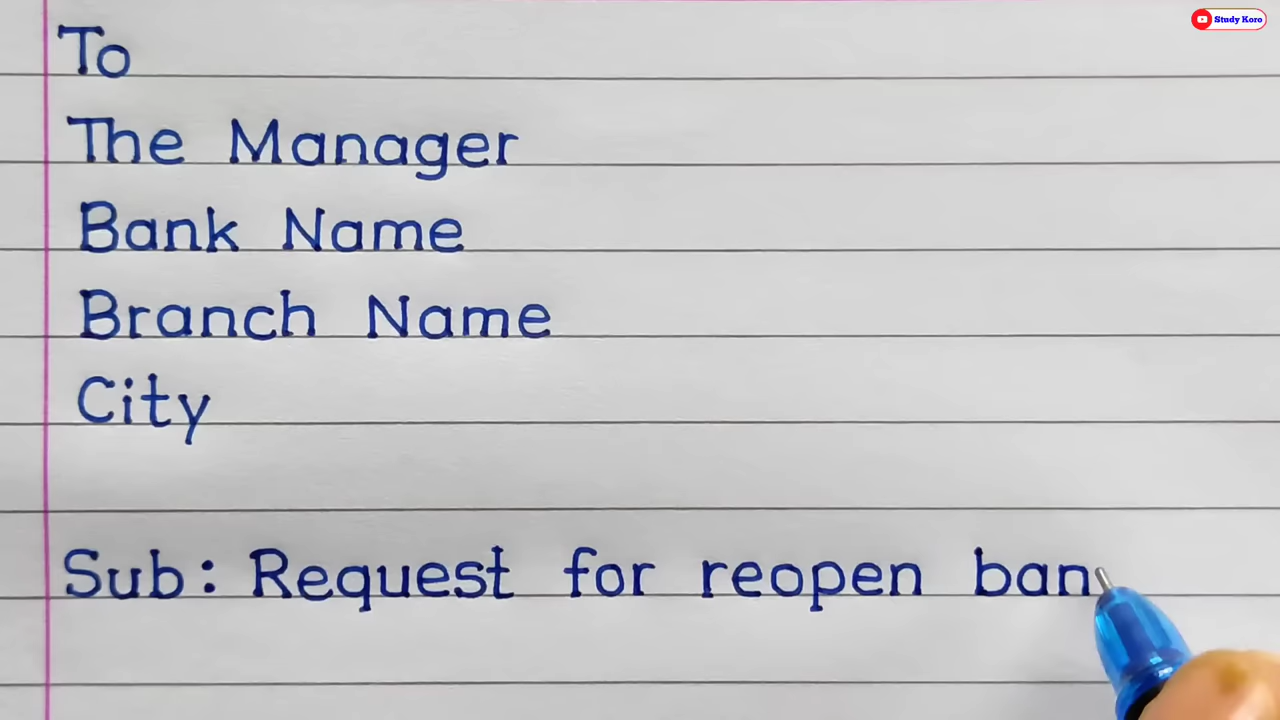 Study Koro
To
The Manager
Bank Name
Branch Name
City
Sub: Request for reopen ban